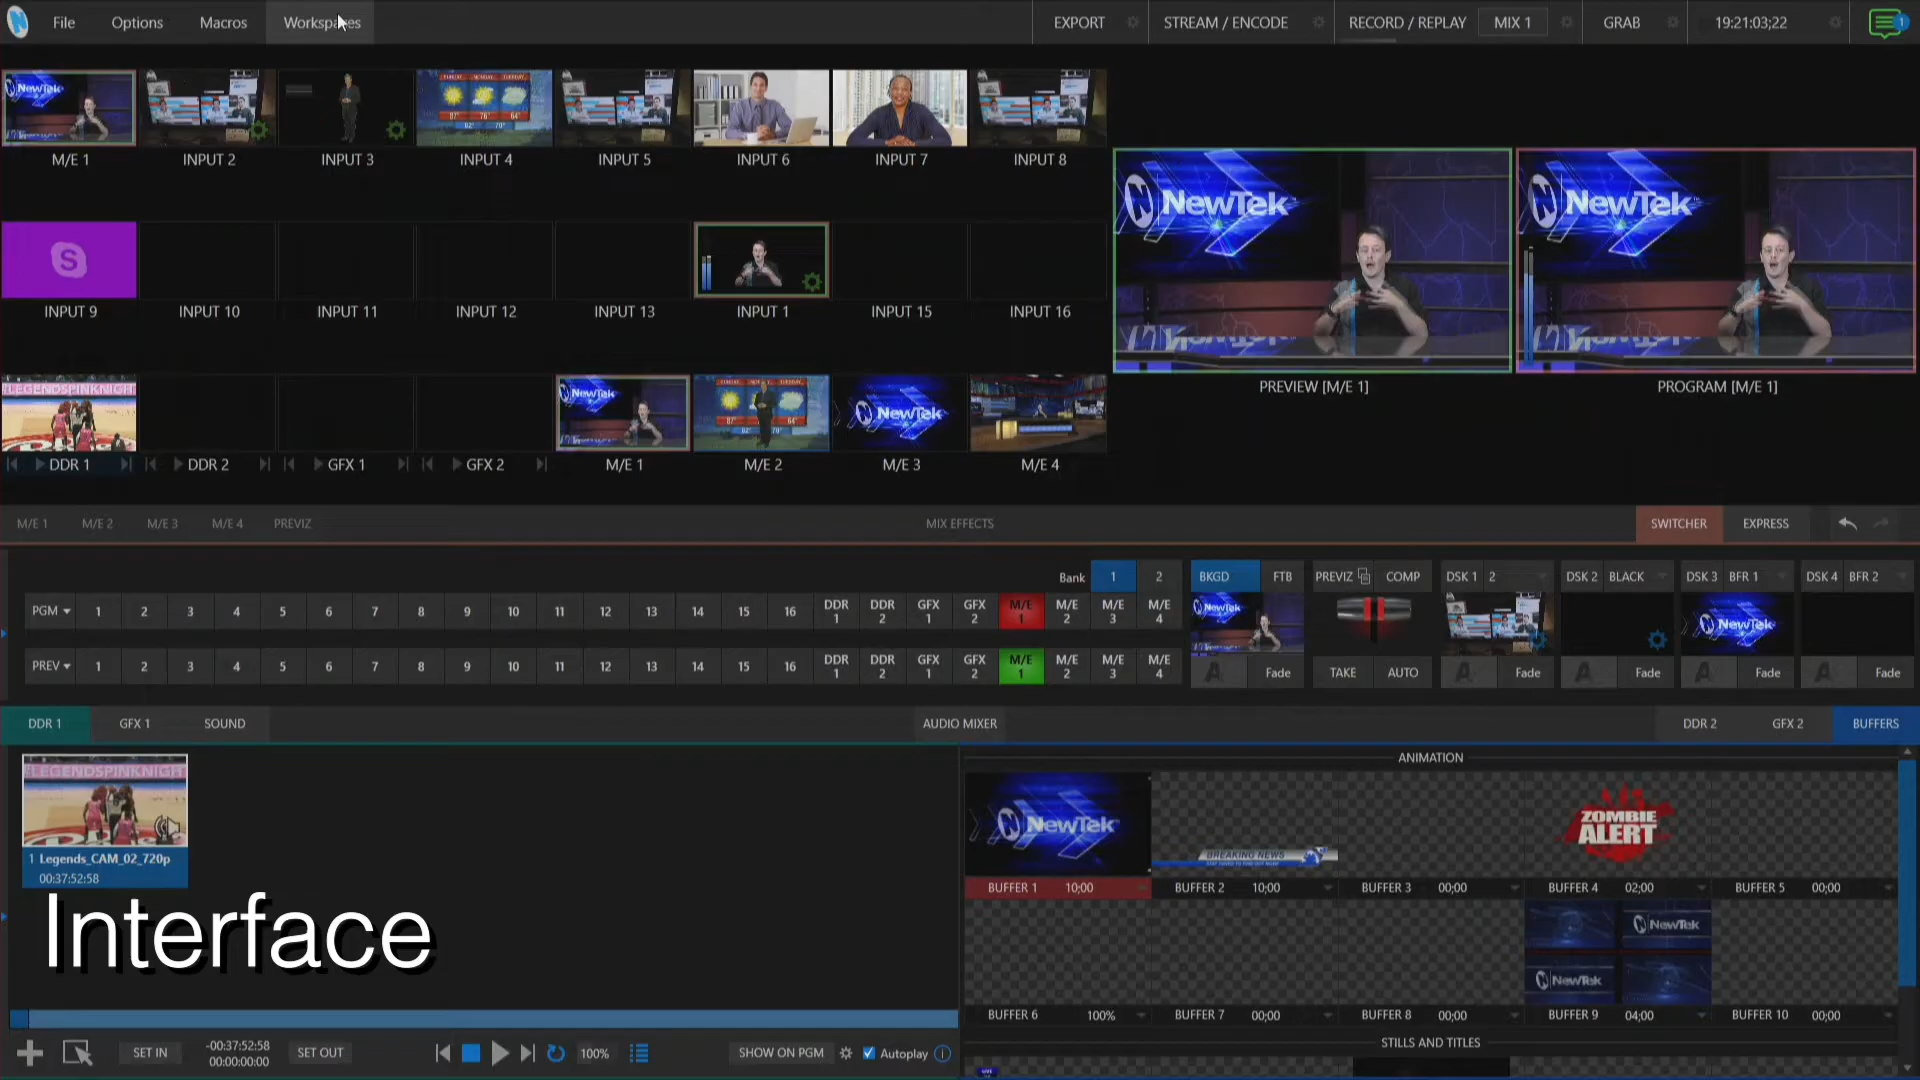 File Options Macros Workspaces EXPORT STREAM / ENCODE RECORD / REPLAY MIX 1 GRAB 19:21:03;22 1
M/E 1 INPUT 2 INPUT 3 INPUT 4 INPUT 5 INPUT 6 INPUT 7 INPUT 8
NewTek NewTek
INPUT 9 INPUT 10 INPUT 11 INPUT 12 INPUT 13 INPUT 1 INPUT 15 INPUT 16
PREVIEW [M/E 1] PROGRAM [M/E 1]
DDR 1 DDR 2 GFX 1 GFX 2 M/E 1 M/E 2 M/E 3 M/E 4
M/E 1 M/E 2 M/E 3 M/E 4 PREVIZ MIX EFFECTS SWITCHER EXPRESS
Bank 1 2 BKGD FTB PREVIZ COMP DSK 1 2 DSK 2 BLACK DSK 3 BFR 1 DSK 4 BFR 2
PGM 1 2 3 4 5 6 7 8 9 10 11 12 13 14 15 16 DDR 1 DDR 2 GFX 1 GFX 2 M/E 1 M/E 2 M/E 3 M/E 4
PREV 1 2 3 4 5 6 7 8 9 10 11 12 13 14 15 16 DDR 1 DDR 2 GFX 1 GFX 2 M/E 1 M/E 2 M/E 3 M/E 4
Fade TAKE AUTO Fade Fade Fade Fade
DDR 1 GFX 1 SOUND AUDIO MIXER DDR 2 GFX 2 BUFFERS
ANIMATION
#LEGENDSPINKNIGHT
NewTek
ZOMBIE
ALERT
BREAKING NEWS
1 Legends_CAM_02_720p
00:37:52:58
BUFFER 1 10;00 BUFFER 2 10;00 BUFFER 3 00;00 BUFFER 4 02;00 BUFFER 5 00;00
Interface
NewTek
NewTek
BUFFER 6 100% BUFFER 7 00;00 BUFFER 8 00;00 BUFFER 9 04;00 BUFFER 10 00;00
STILLS AND TITLES
SET IN -00:37:52:58 SET OUT 100% SHOW ON PGM Autoplay
00:00:00:00